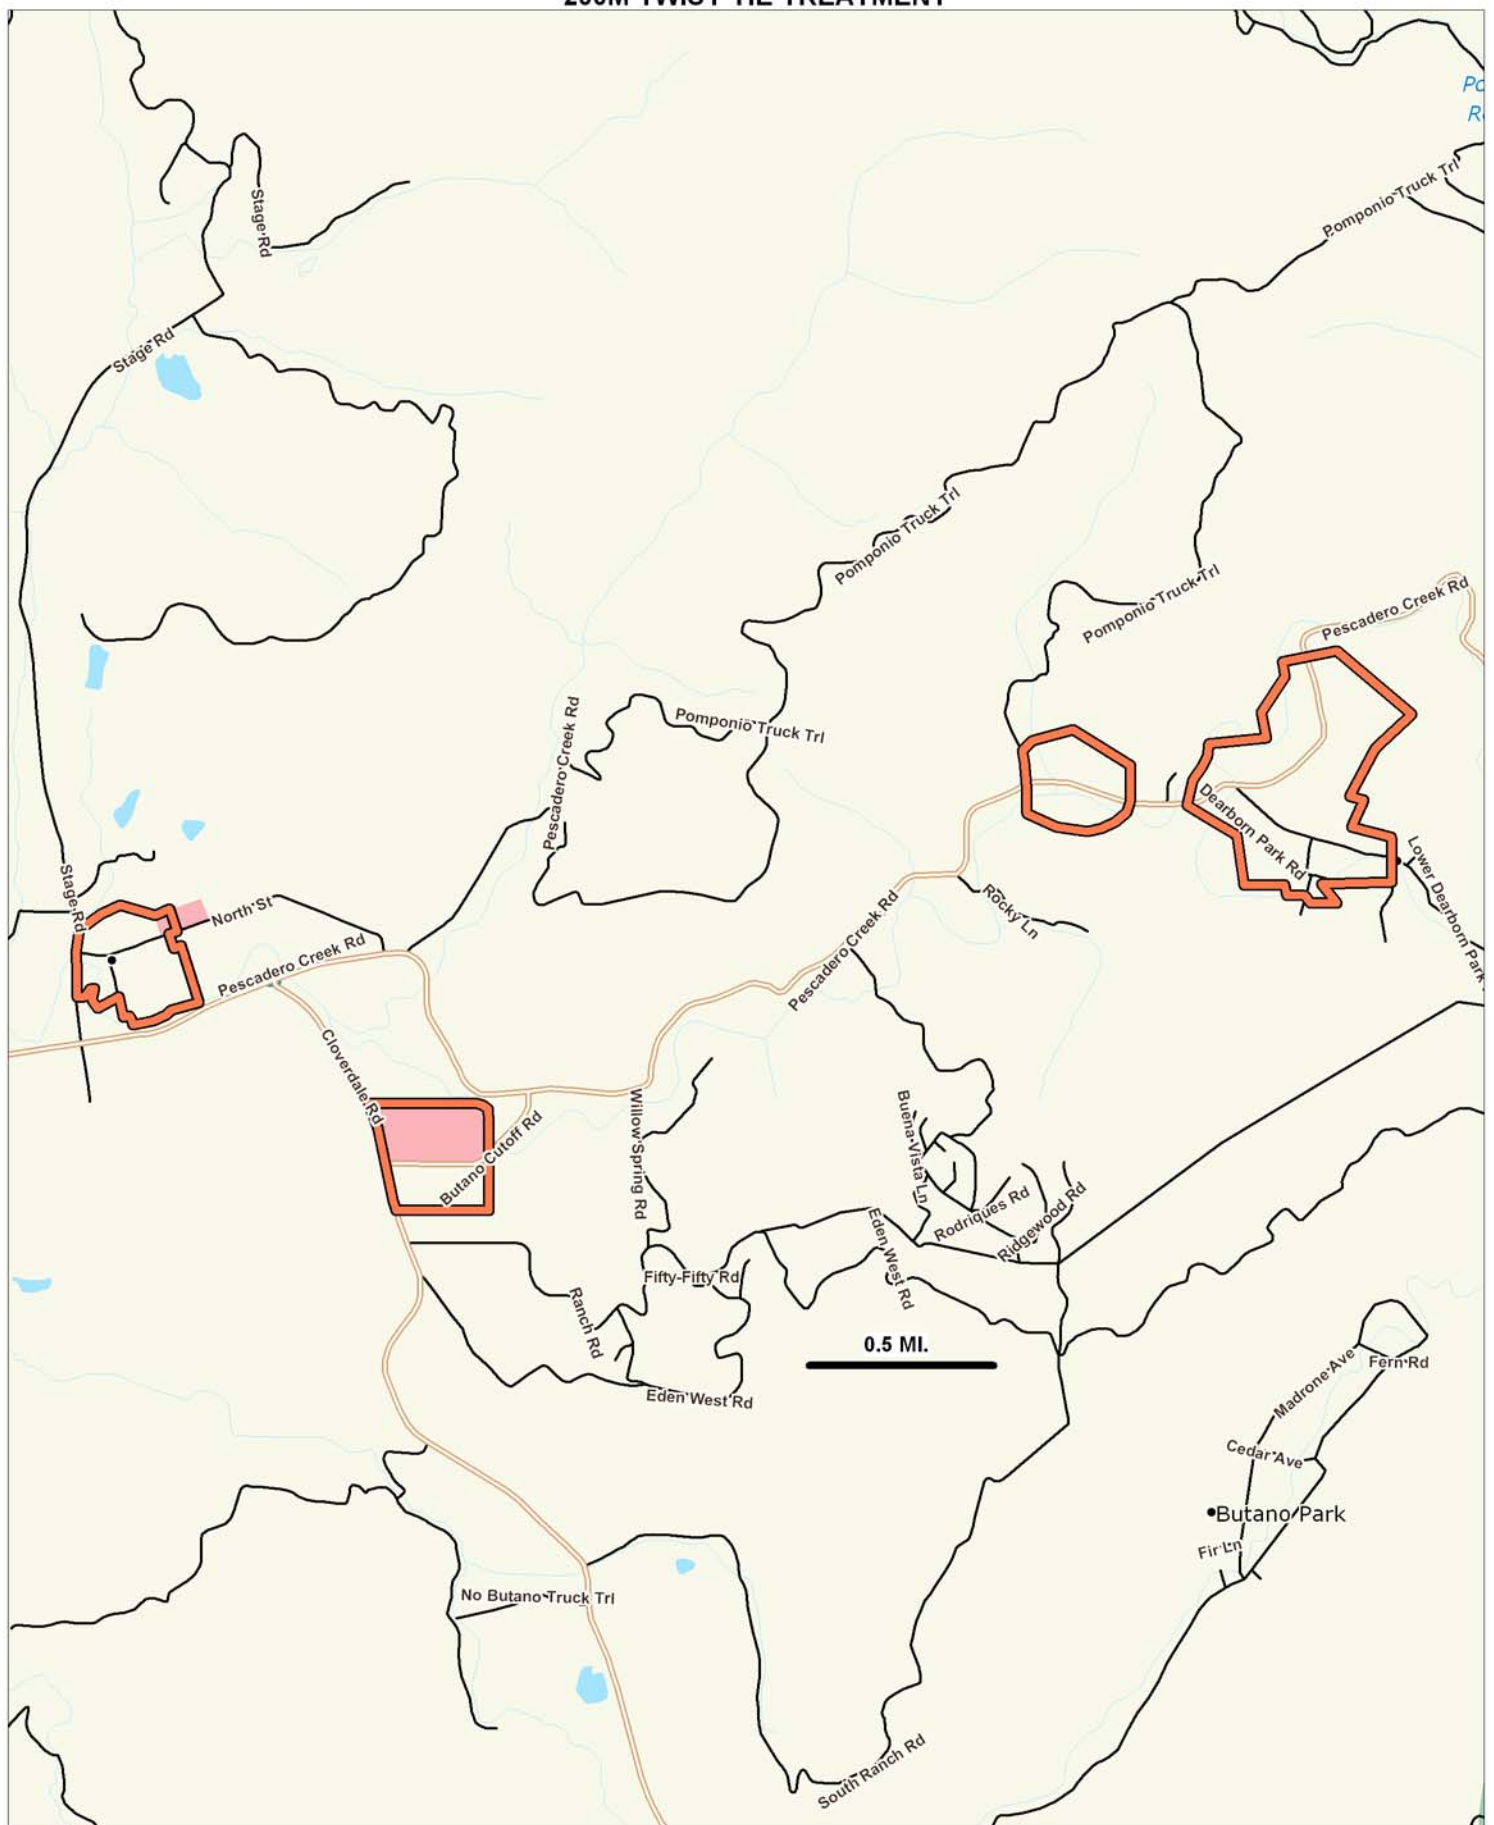 200M TWIST TIE TREATMENT
Pomponio Truck Trl
Stage Rd
Stage Rd
Pomponio Truck Trl
Pomponio Truck Trl
Pescadero Creek Rd
Pescadero Creek Rd
Pomponio Truck Trl
Dearborn Park Rd
Lower Dearborn Park
Stage Rd
North St
Rocky Ln
Pescadero Creek Rd
Pescadero Creek Rd
Cloverdale Rd
Butano Cutoff Rd
Willow Spring Rd
Buena Vista Ln
Rodriques Rd
Ridgewood Rd
Eden West Rd
Fifty-Fifty Rd
Ranch Rd
0.5 MI.
Eden West Rd
Madrone Ave
Fern Rd
Cedar Ave
Butano Park
Fir Ln
No Butano Truck Trl
South Ranch Rd